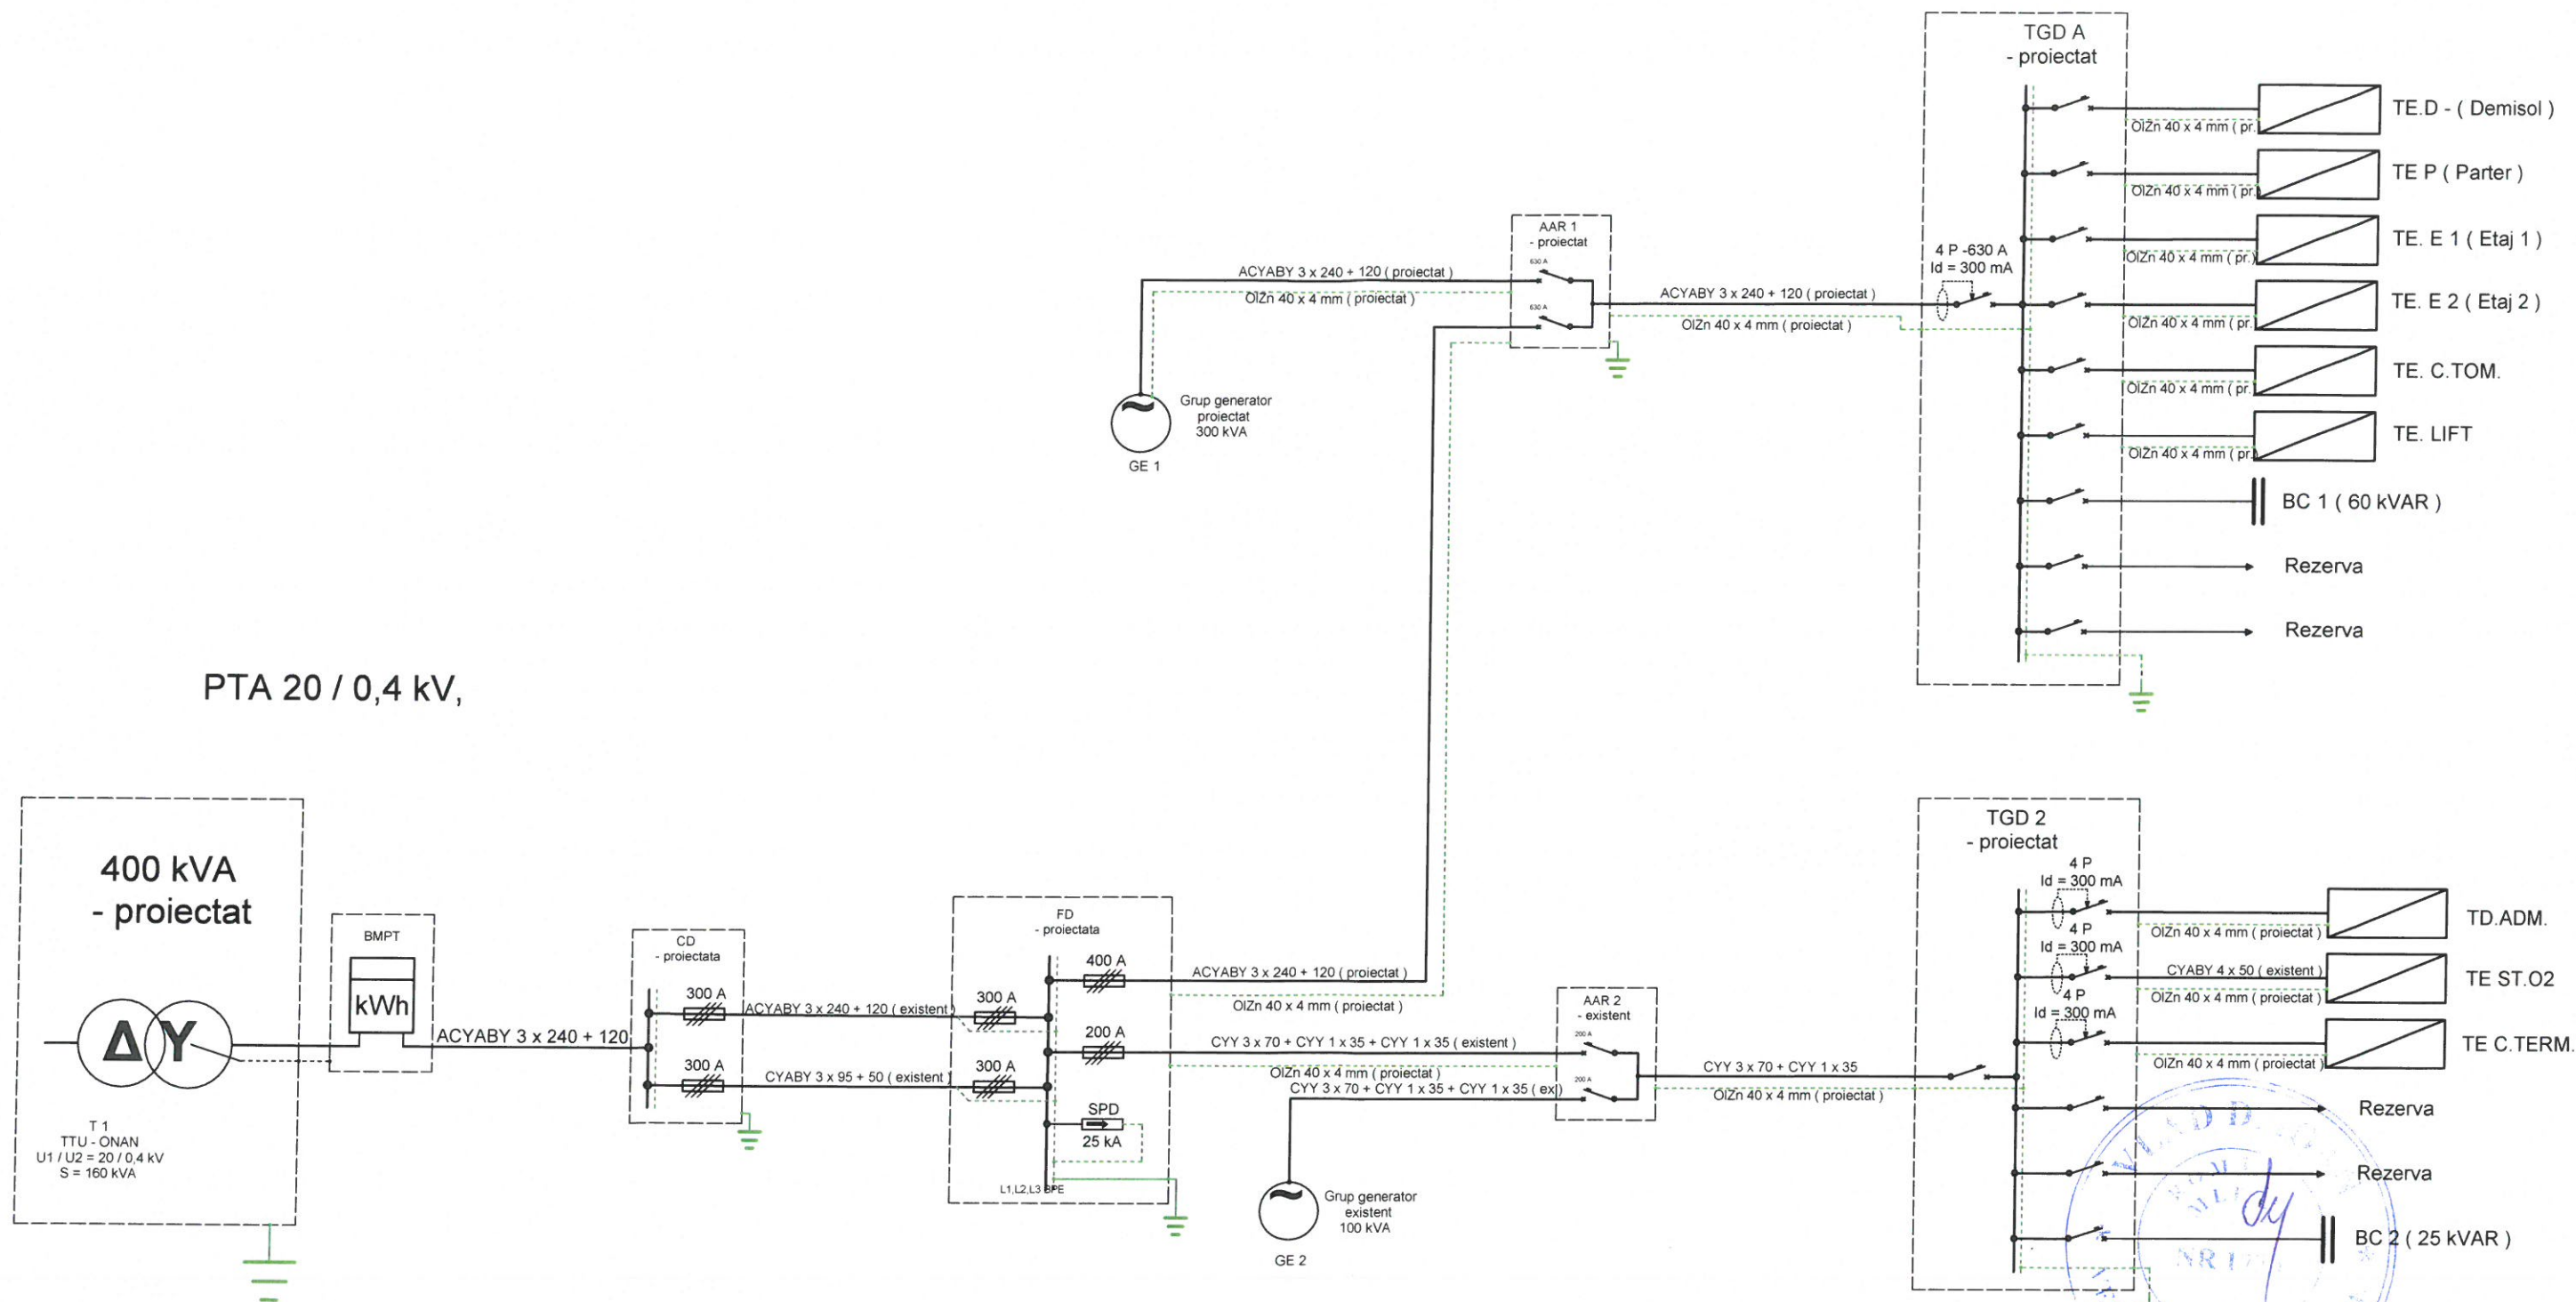 TGD A
- proiectat
TE.D - ( Demisol )
OlZn 40 x 4 mm ( pr.
TE P ( Parter )
OlZn 40 x 4 mm ( pr.
TE. E 1 ( Etaj 1 )
OlZn 40 x 4 mm ( pr.)
4 P -630 A
Id = 300 mA
TE. E 2 ( Etaj 2 )
OlZn 40 x 4 mm ( pr.
TE. C.TOM.
OlZn 40 x 4 mm ( pr.
TE. LIFT
OlZn 40 x 4 mm ( pr.)
BC 1 ( 60 kVAR )
Rezerva
Rezerva
AAR 1
- proiectat
630 A
630 A
ACYABY 3 x 240 + 120 ( proiectat )
OlZn 40 x 4 mm ( proiectat )
ACYABY 3 x 240 + 120 ( proiectat )
OlZn 40 x 4 mm ( proiectat )
Grup generator
proiectat
300 kVA
GE 1
PTA 20 / 0,4 kV,
400 kVA
- proiectat
Δ Y
T 1
TTU - ONAN
U1 / U2 = 20 / 0,4 kV
S = 160 kVA
BMPT
kWh
ACYABY 3 x 240 + 120
CD
- proiectata
300 A
300 A
ACYABY 3 x 240 + 120 ( existent )
CYABY 3 x 95 + 50 ( existent )
FD
- proiectata
400 A
300 A
200 A
300 A
SPD
25 kA
L1,L2,L3
ACYABY 3 x 240 + 120 ( proiectat )
OlZn 40 x 4 mm ( proiectat )
CYY 3 x 70 + CYY 1 x 35 + CYY 1 x 35 ( existent )
OlZn 40 x 4 mm ( proiectat )
CYY 3 x 70 + CYY 1 x 35 + CYY 1 x 35 ( ex )
AAR 2
- existent
200 A
200 A
Grup generator
existent
100 kVA
GE 2
CYY 3 x 70 + CYY 1 x 35
OlZn 40 x 4 mm ( proiectat )
TGD 2
- proiectat
4 P
Id = 300 mA
TD.ADM.
OlZn 40 x 4 mm ( proiectat )
4 P
Id = 300 mA
CYABY 4 x 50 ( existent )
TE ST.O2
OlZn 40 x 4 mm ( proiectat )
4 P
Id = 300 mA
TE C.TERM.
OlZn 40 x 4 mm ( proiectat )
Rezerva
Rezerva
BC 2 ( 25 kVAR )
VLAD D.
NR